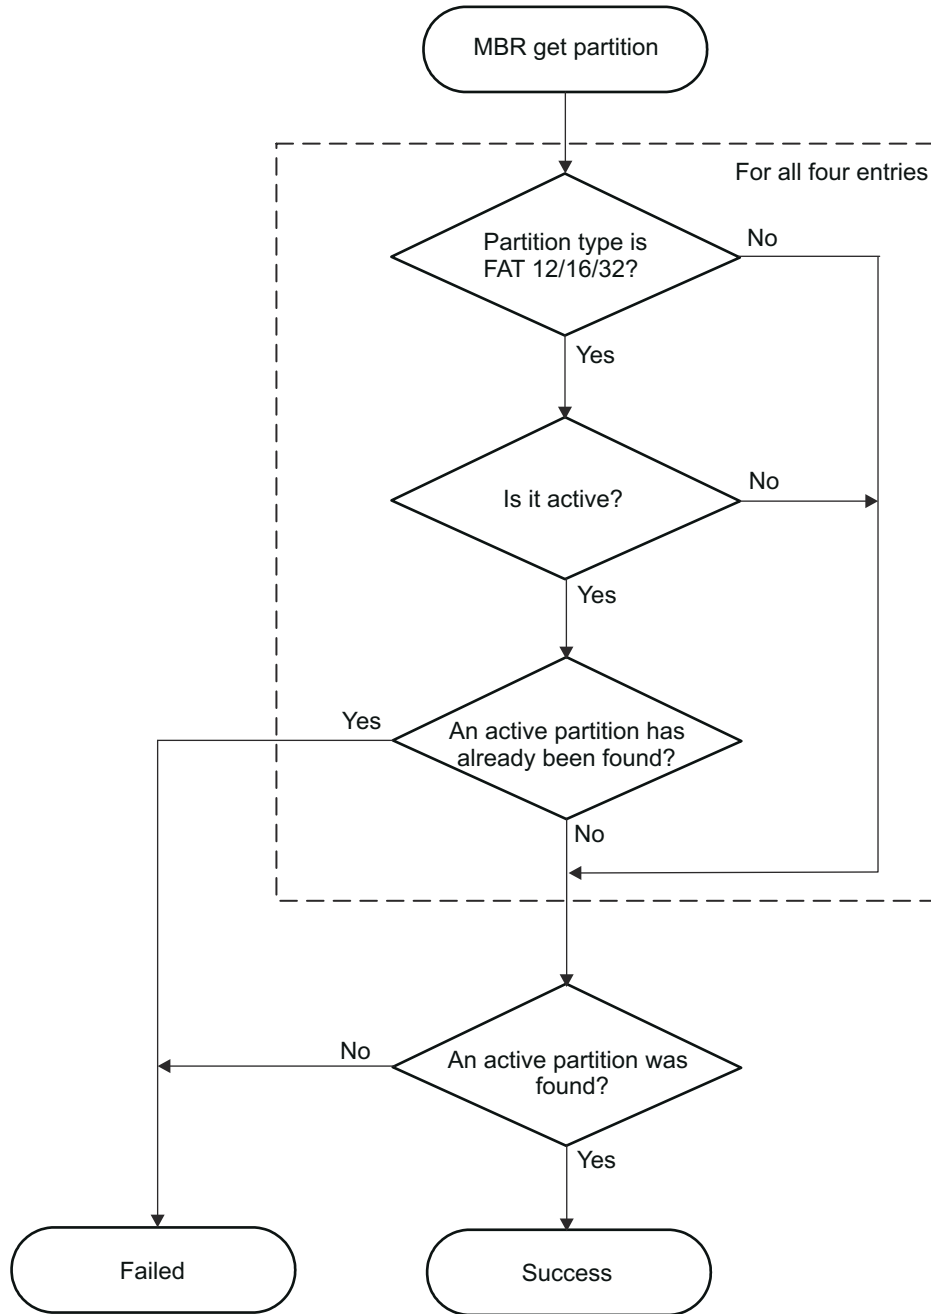 MBR get partition
For all four entries
Partition type is
FAT 12/16/32?
No
Yes
Is it active?
No
Yes
Yes
An active partition has
already been found?
No
No
An active partition was
found?
Yes
Failed
Success